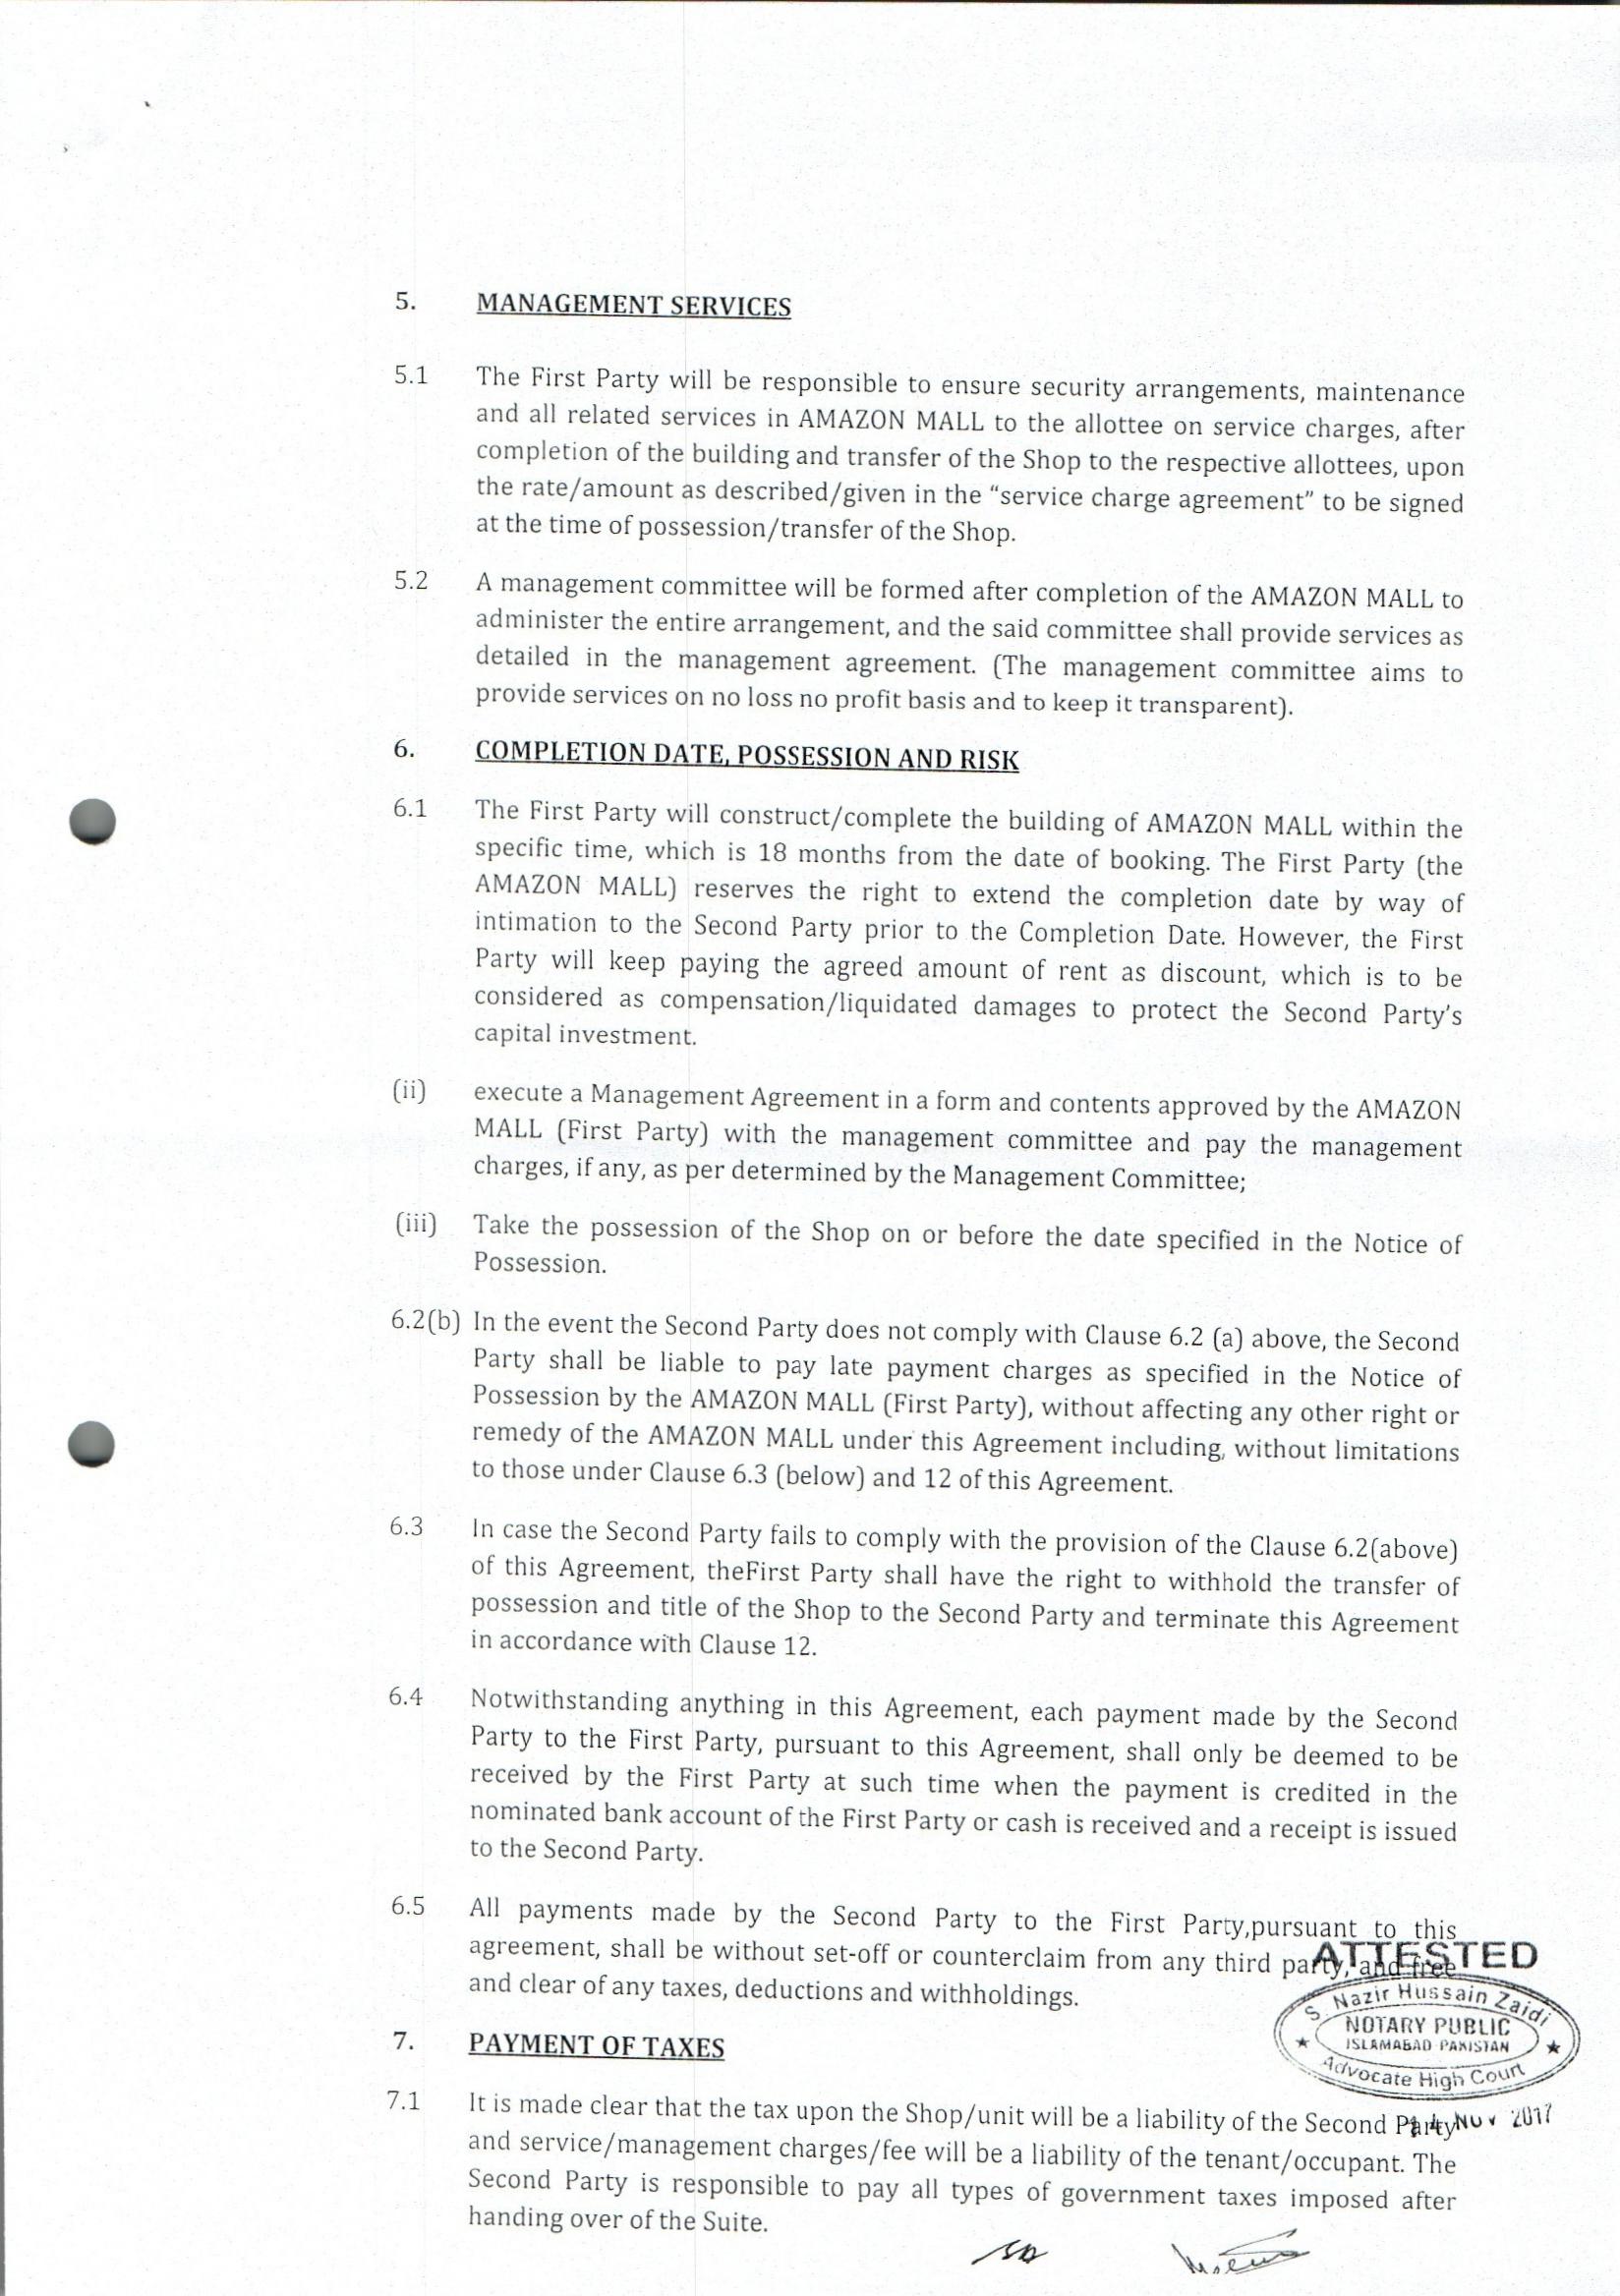 5. MANAGEMENT SERVICES
5.1 The First Party will be responsible to ensure security arrangements, maintenance
and all related services in AMAZON MALL to the allottee on service charges, after
completion of the building and transfer of the Shop to the respective allottees, upon
the rate/amount as described/given in the “service charge agreement” to be signed
at the time of possession/transfer of the Shop.
5.2 A management committee will be formed after completion of the AMAZON MALL to
administer the entire arrangement, and the said committee shall provide services as
detailed in the management agreement. (The management committee aims to
provide services on no loss no profit basis and to keep it transparent).
6. COMPLETION DATE, POSSESSION AND RISK
6.1 The First Party will construct/complete the building of AMAZON MALL within the
specific time, which is 18 months from the date of booking. The First Party (the
AMAZON MALL) reserves the right to extend the completion date by way of
intimation to the Second Party prior to the Completion Date. However, the First
Party will keep paying the agreed amount of rent as discount, which is to be
considered as compensation/liquidated damages to protect the Second Party’s
capital investment.
(ii) execute a Management Agreement in a form and contents approved by the AMAZON
MALL (First Party) with the management committee and pay the management
charges, if any, as per determined by the Management Committee;
(iii) Take the possession of the Shop on or before the date specified in the Notice of
Possession.
6.2(b) In the event the Second Party does not comply with Clause 6.2 (a) above, the Second
Party shall be liable to pay late payment charges as specified in the Notice of
Possession by the AMAZON MALL (First Party), without affecting any other right or
remedy of the AMAZON MALL under this Agreement including, without limitations
to those under Clause 6.3 (below) and 12 of this Agreement.
6.3 In case the Second Party fails to comply with the provision of the Clause 6.2(above)
of this Agreement, theFirst Party shall have the right to withhold the transfer of
possession and title of the Shop to the Second Party and terminate this Agreement
in accordance with Clause 12.
6.4 Notwithstanding anything in this Agreement, each payment made by the Second
Party to the First Party, pursuant to this Agreement, shall only be deemed to be
received by the First Party at such time when the payment is credited in the
nominated bank account of the First Party or cash is received and a receipt is issued
to the Second Party.
6.5 All payments made by the Second Party to the First Party,pursuant to this
agreement, shall be without set-off or counterclaim from any third party, and free
and clear of any taxes, deductions and withholdings.
ATTESTED
S. Nazir Hussain Zaidi
NOTARY PUBLIC
ISLAMABAD PAKISTAN
Advocate High Court
7. PAYMENT OF TAXES
7.1 It is made clear that the tax upon the Shop/unit will be a liability of the Second Party
NOV 2017
and service/management charges/fee will be a liability of the tenant/occupant. The
Second Party is responsible to pay all types of government taxes imposed after
handing over of the Suite.